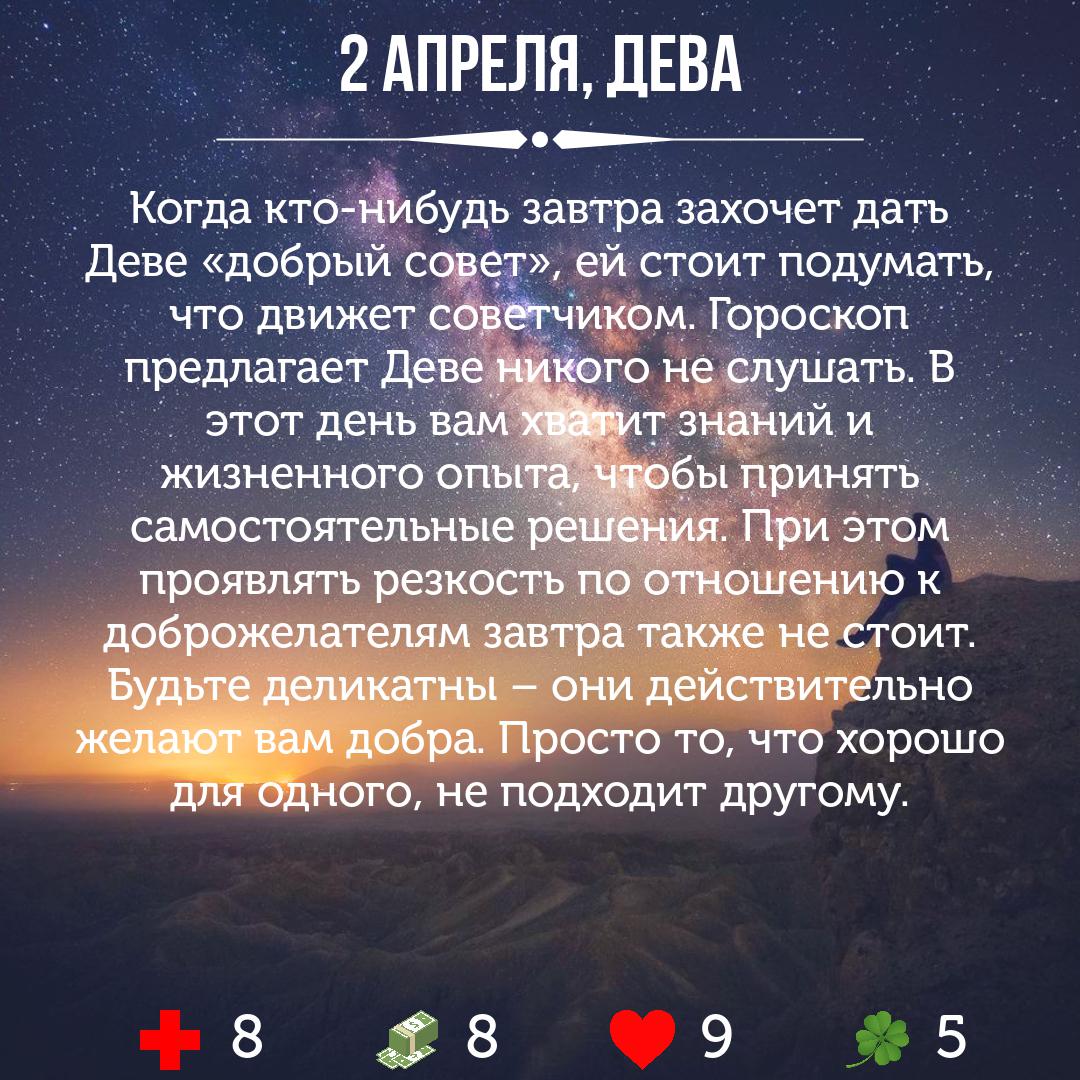 2 АПРЕЛЯ, ДЕВА
Когда кто-нибудь завтра захочет дать
Деве «добрый совет», ей стоит подумать,
что движет советчиком. Гороскоп
предлагает Деве никого не слушать. В
этот день вам хватит знаний и
жизненного опыта, чтобы принять
самостоятельные решения. При этом
проявлять резкость по отношению к
доброжелателям завтра также не стоит.
Будьте деликатны – они действительно
желают вам добра. Просто то, что хорошо
для одного, не подходит другому.
8 8 9 5